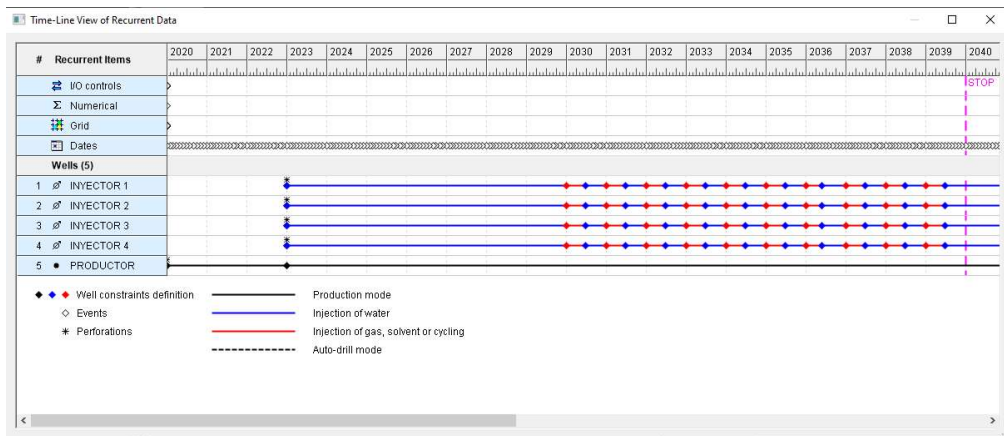 Time-Line View of Recurrent Data
# Recurrent Items 2020 2021 2022 2023 2024 2025 2026 2027 2028 2029 2030 2031 2032 2033 2034 2035 2036 2037 2038 2039 2040
I/O controls STOP
Σ Numerical
Grid
Dates
Wells (5)
1 INYECTOR 1
2 INYECTOR 2
3 INYECTOR 3
4 INYECTOR 4
5 PRODUCTOR
Well constraints definition Production mode
Events Injection of water
Perforations Injection of gas, solvent or cycling
Auto-drill mode